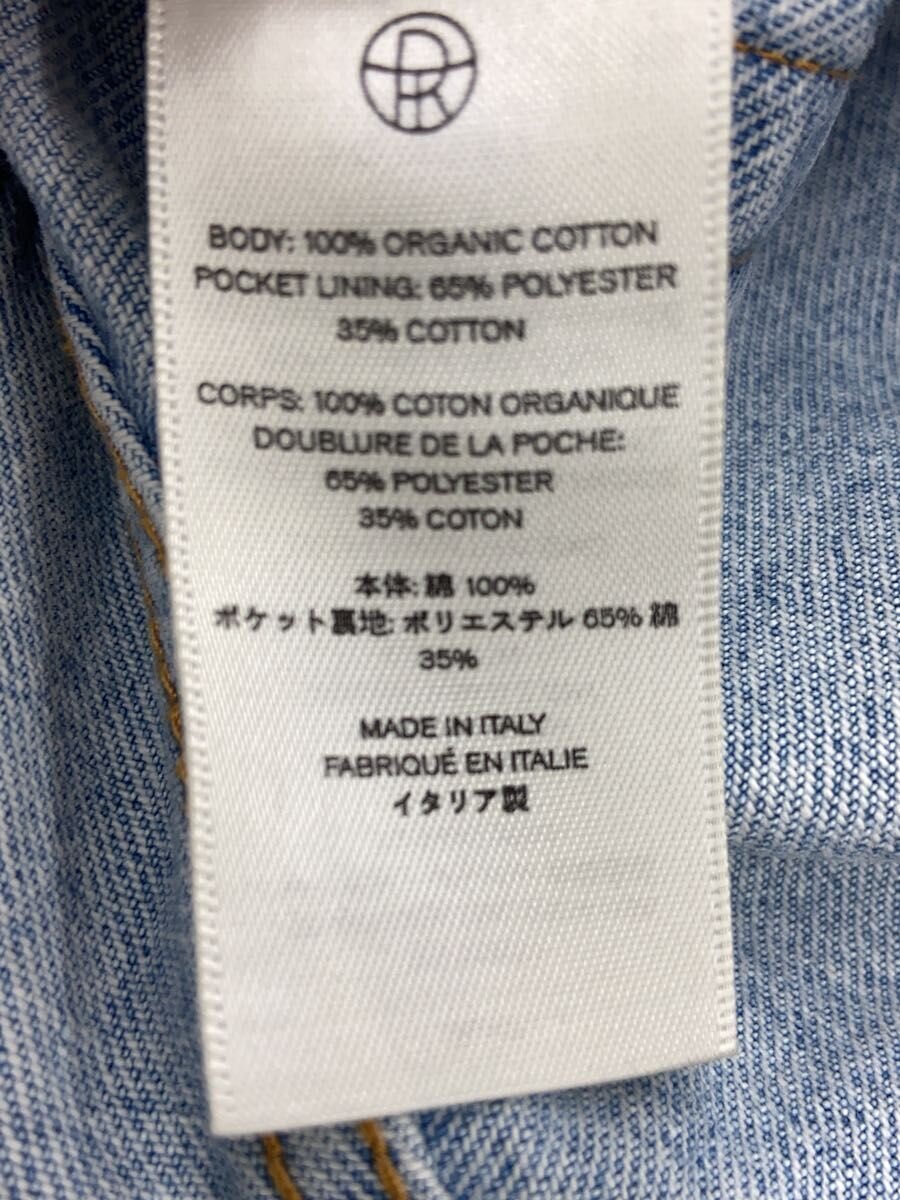 BODY: 100% ORGANIC COTTON
POCKET LINING: 65% POLYESTER
35% COTTON
CORPS: 100% COTON ORGANIQUE
DOUBLURE DE LA POCHE:
65% POLYESTER
35% COTON
本体: 綿 100%
ポケット裏地: ポリエステル 65% 綿
35%
MADE IN ITALY
FABRIQUÉ EN ITALIE
イタリア製